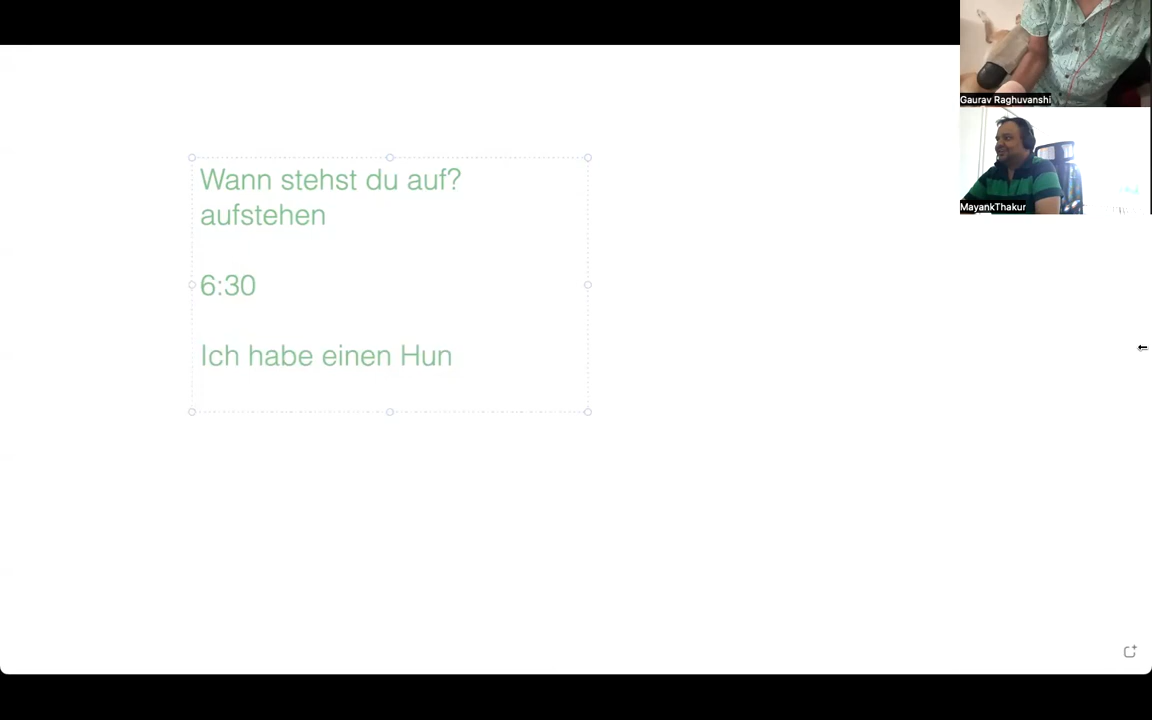 Gaurav Raghuvanshi
MayankThakur
Wann stehst du auf?
aufstehen
6:30
Ich habe einen Hun